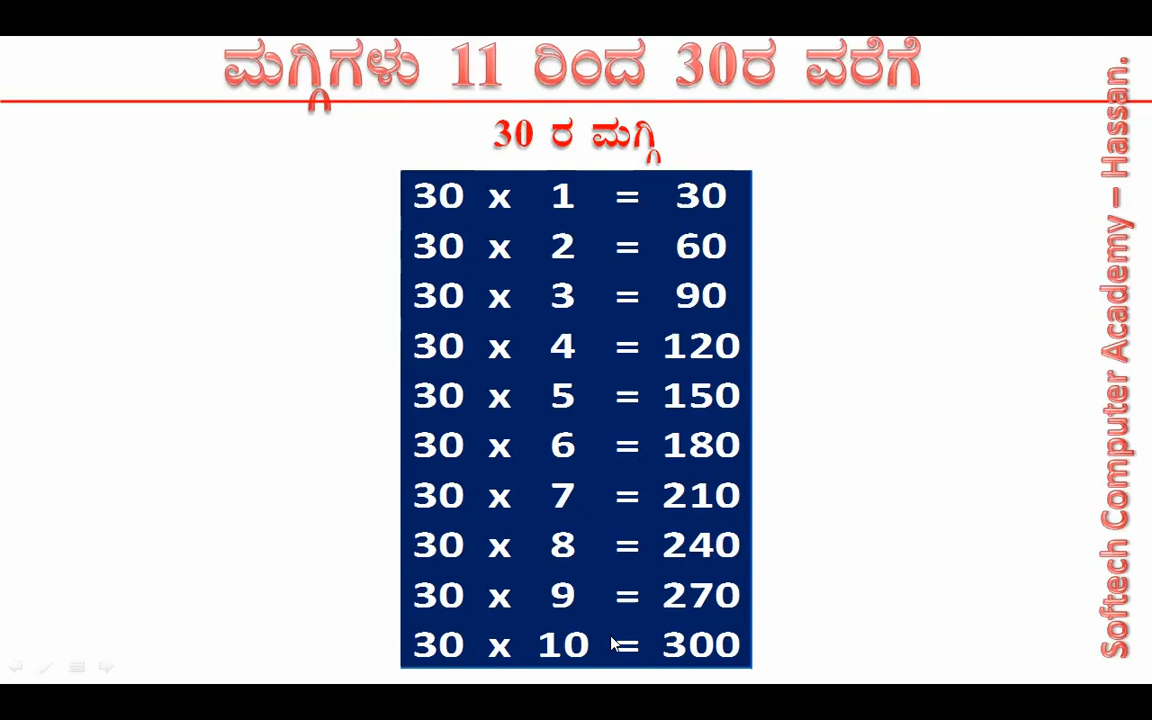 ಮಗ್ಗಿಗಳು 11 ರಿಂದ 30ರ ವರೆಗೆ
30 ರ ಮಗ್ಗಿ
30 x 1 = 30
30 x 2 = 60
30 x 3 = 90
30 x 4 = 120
30 x 5 = 150
30 x 6 = 180
30 x 7 = 210
30 x 8 = 240
30 x 9 = 270
30 x 10 = 300
Softech Computer Academy – Hassan.